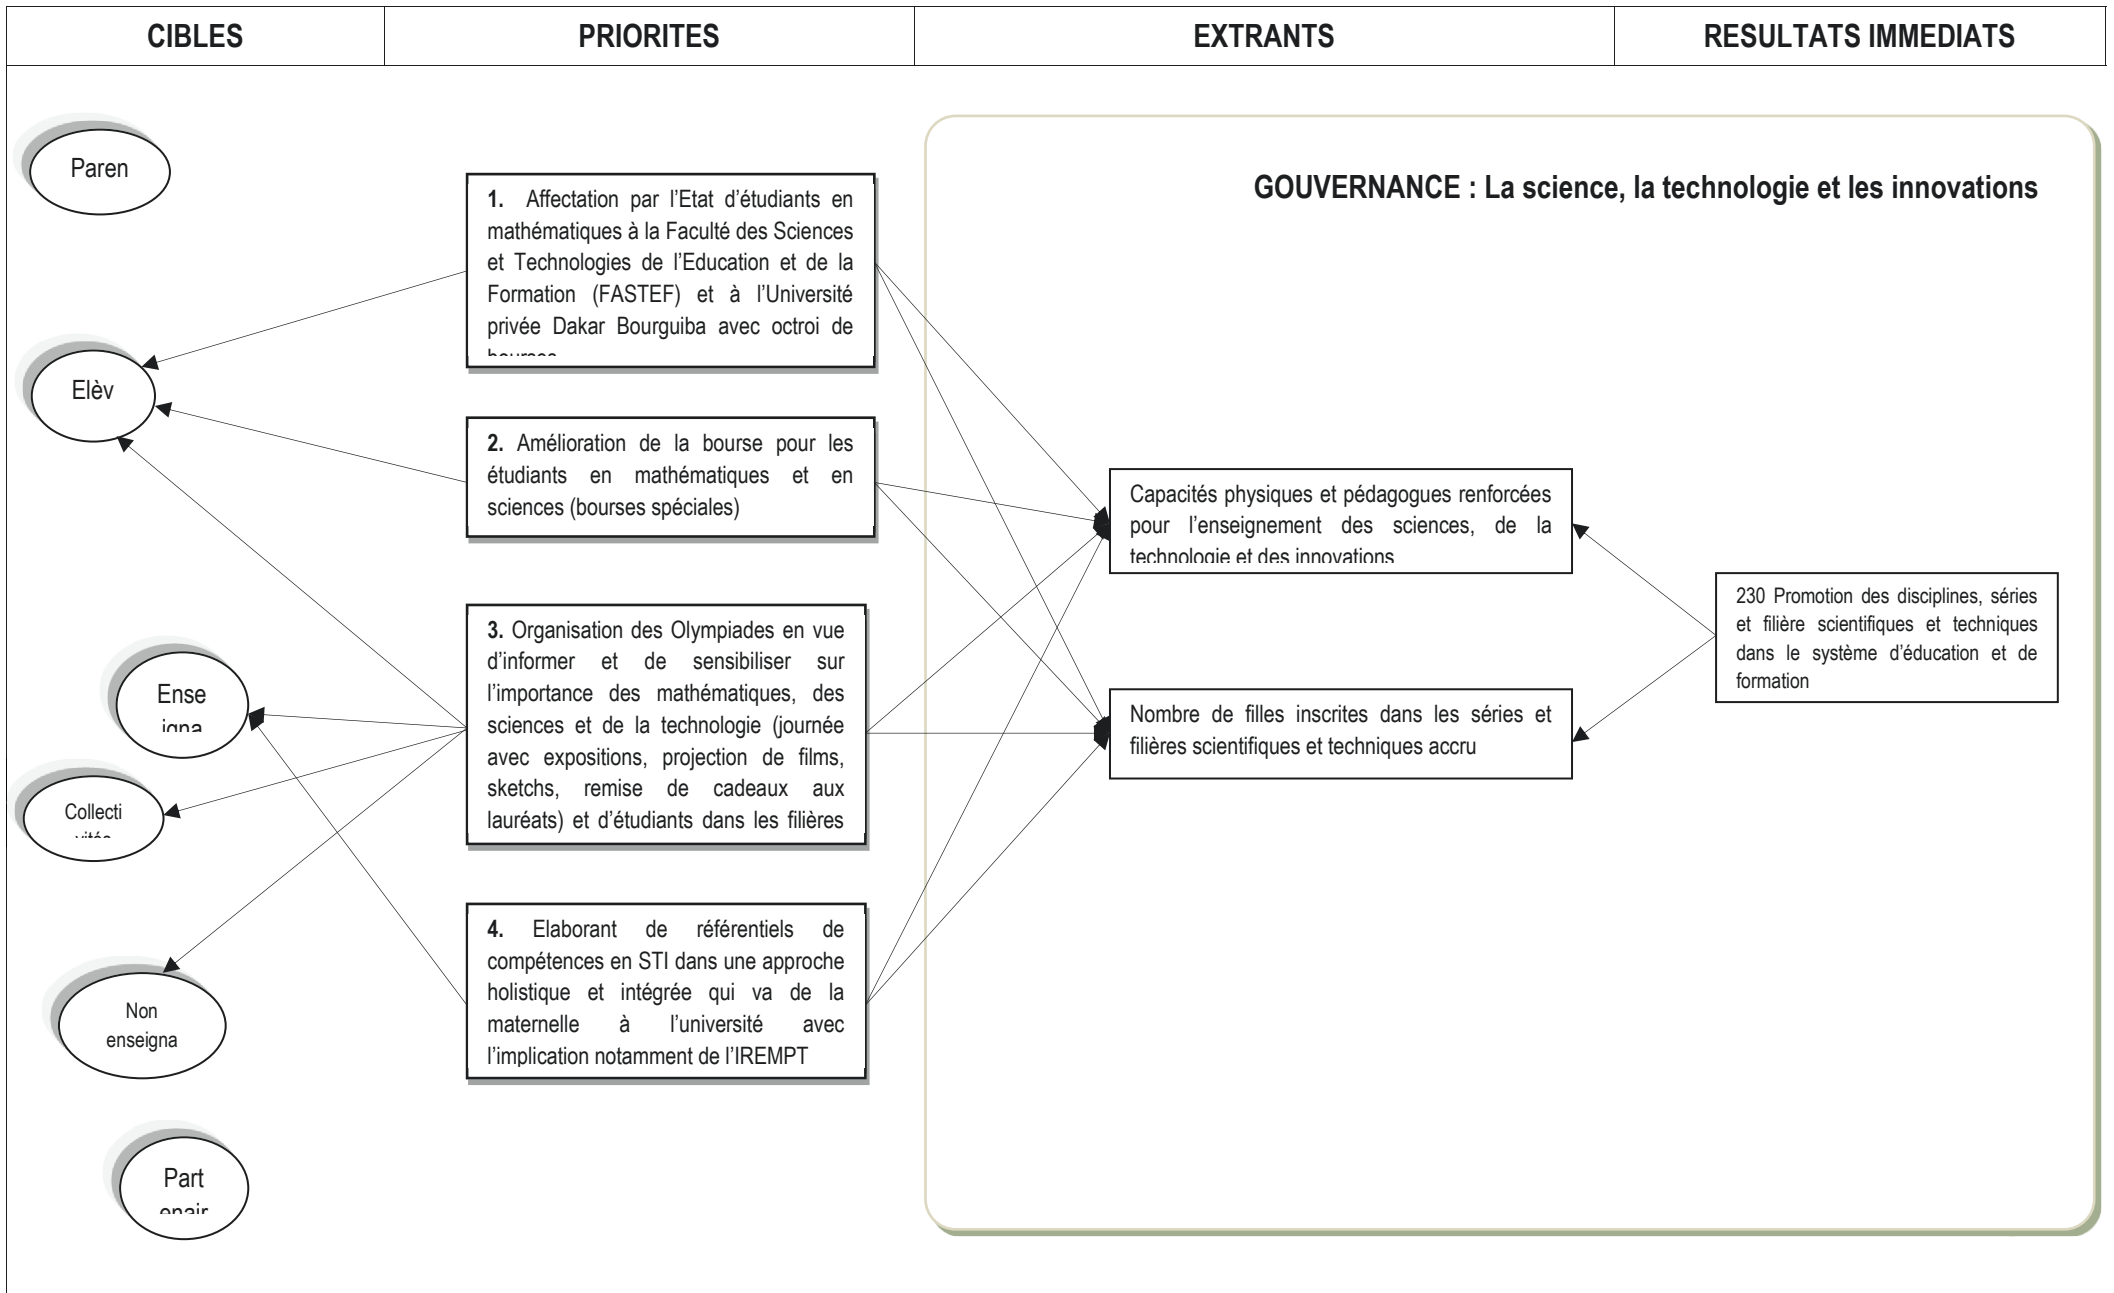 CIBLES
PRIORITES
EXTRANTS
RESULTATS IMMEDIATS
Paren
Elèv
Ense
igna
Collecti
vités
Non
enseigna
Part
enair
1. Affectation par l’Etat d’étudiants en
mathématiques à la Faculté des Sciences
et Technologies de l’Education et de la
Formation (FASTEF) et à l’Université
privée Dakar Bourguiba avec octroi de
bourses
2. Amélioration de la bourse pour les
étudiants en mathématiques et en
sciences (bourses spéciales)
3. Organisation des Olympiades en vue
d’informer et de sensibiliser sur
l’importance des mathématiques, des
sciences et de la technologie (journée
avec expositions, projection de films,
sketchs, remise de cadeaux aux
lauréats) et d’étudiants dans les filières
4. Elaborant de référentiels de
compétences en STI dans une approche
holistique et intégrée qui va de la
maternelle à l’université avec
l’implication notamment de l’IREMPT
GOUVERNANCE : La science, la technologie et les innovations
Capacités physiques et pédagogues renforcées
pour l’enseignement des sciences, de la
technologie et des innovations
Nombre de filles inscrites dans les séries et
filières scientifiques et techniques accru
230 Promotion des disciplines, séries
et filière scientifiques et techniques
dans le système d’éducation et de
formation